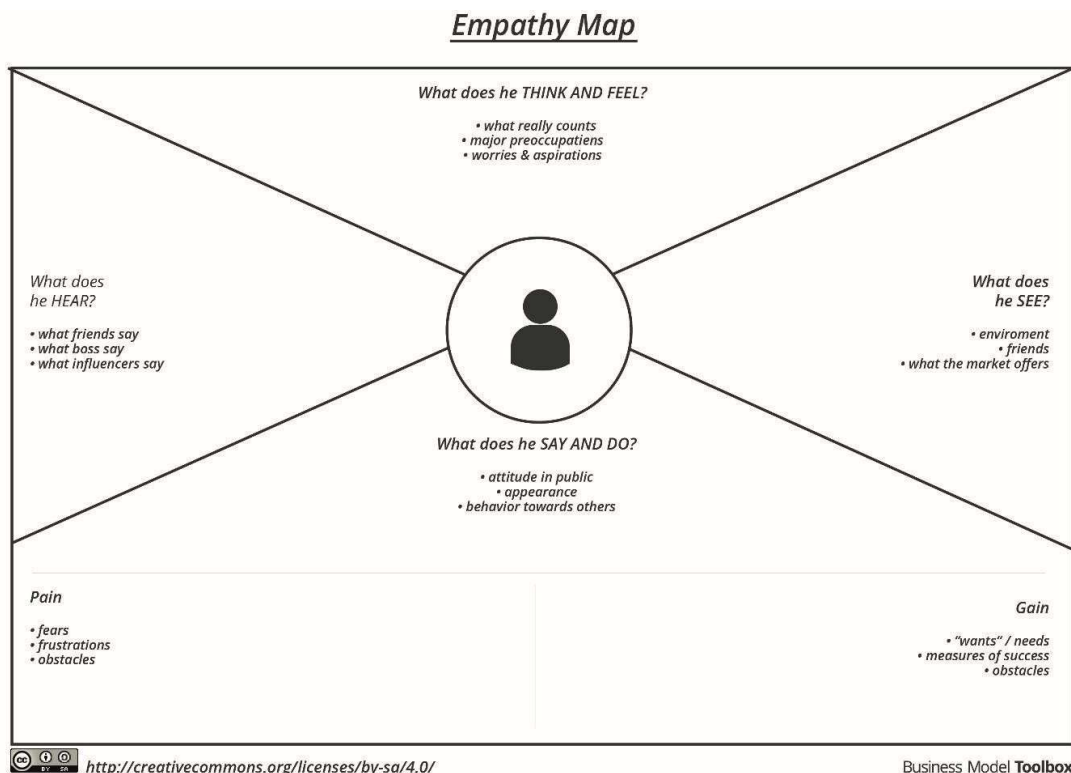 Empathy Map
What does he THINK AND FEEL?
• what really counts
• major preoccupatiens
• worries & aspirations
What does
he HEAR?
• what friends say
• what boss say
• what influencers say
What does
he SEE?
• enviroment
• friends
• what the market offers
What does he SAY AND DO?
• attitude in public
• appearance
• behavior towards others
Pain
• fears
• frustrations
• obstacles
Gain
• “wants” / needs
• measures of success
• obstacles
cc BY SA
http://creativecommons.org/licenses/by-sa/4.0/
Business Model Toolbox